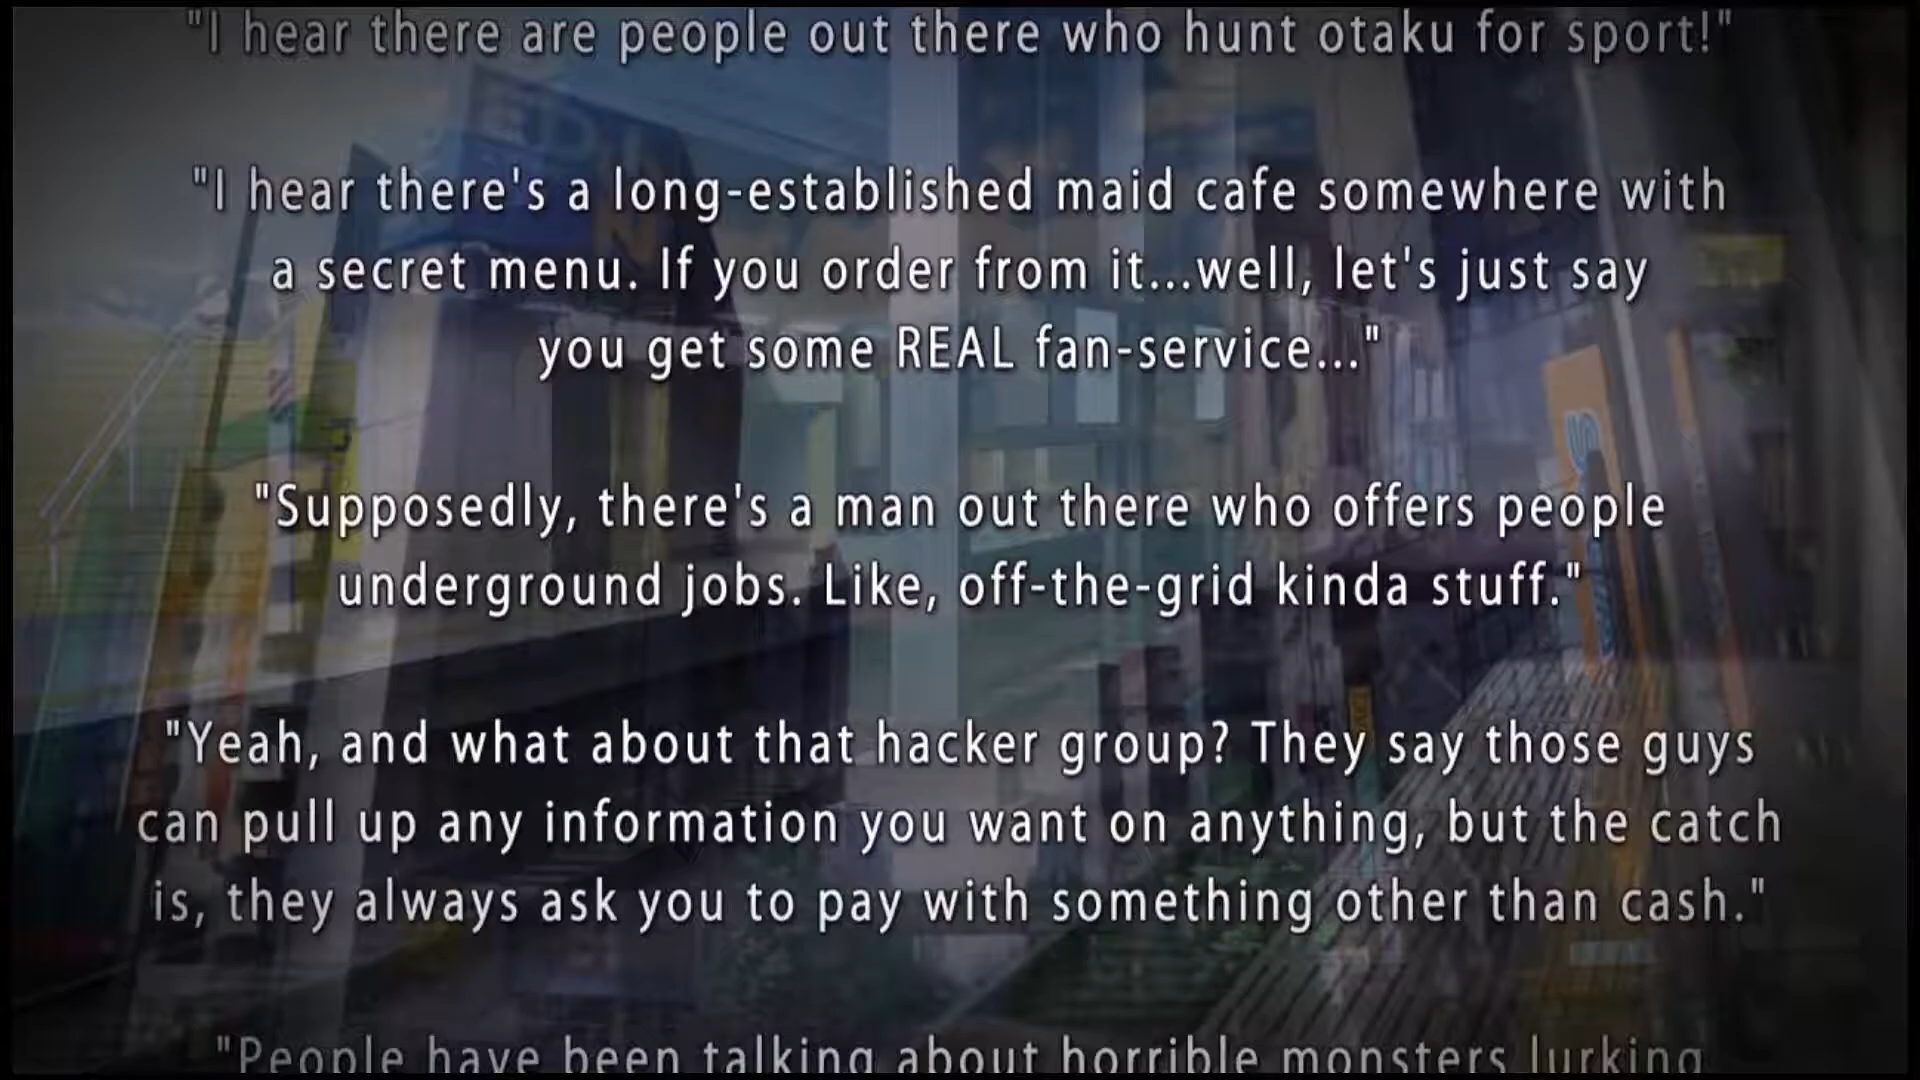 "I hear there are people out there who hunt otaku for sport!"
"I hear there's a long-established maid cafe somewhere with
a secret menu. If you order from it...well, let's just say
you get some REAL fan-service..."
"Supposedly, there's a man out there who offers people
underground jobs. Like, off-the-grid kinda stuff."
"Yeah, and what about that hacker group? They say those guys
can pull up any information you want on anything, but the catch
is, they always ask you to pay with something other than cash."
"People have been talking about horrible monsters lurking